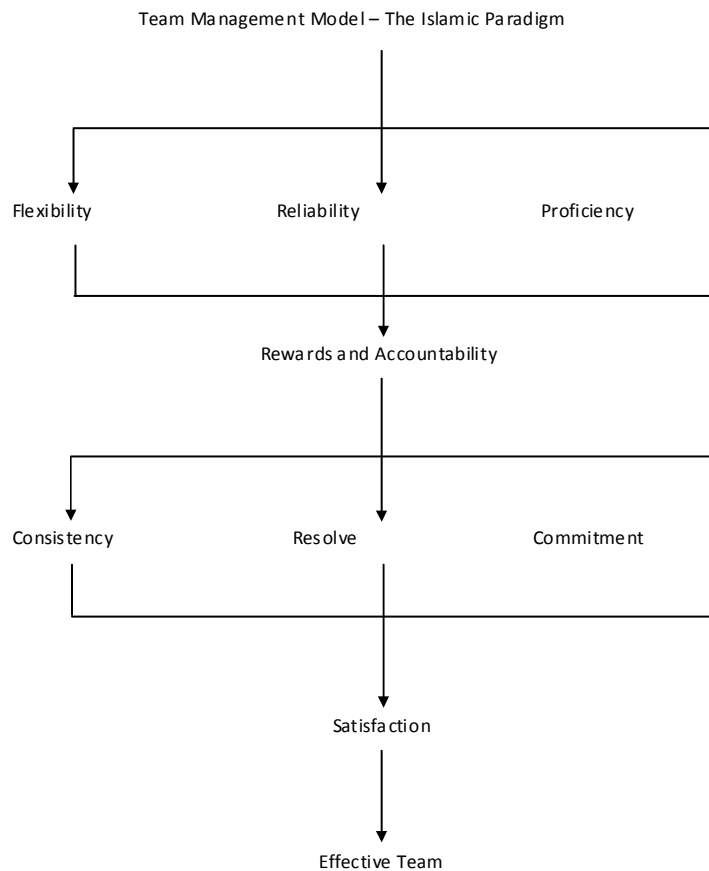 Team Management Model – The Islamic Paradigm
Flexibility Reliability Proficiency
Rewards and Accountability
Consistency Resolve Commitment
Satisfaction
Effective Team